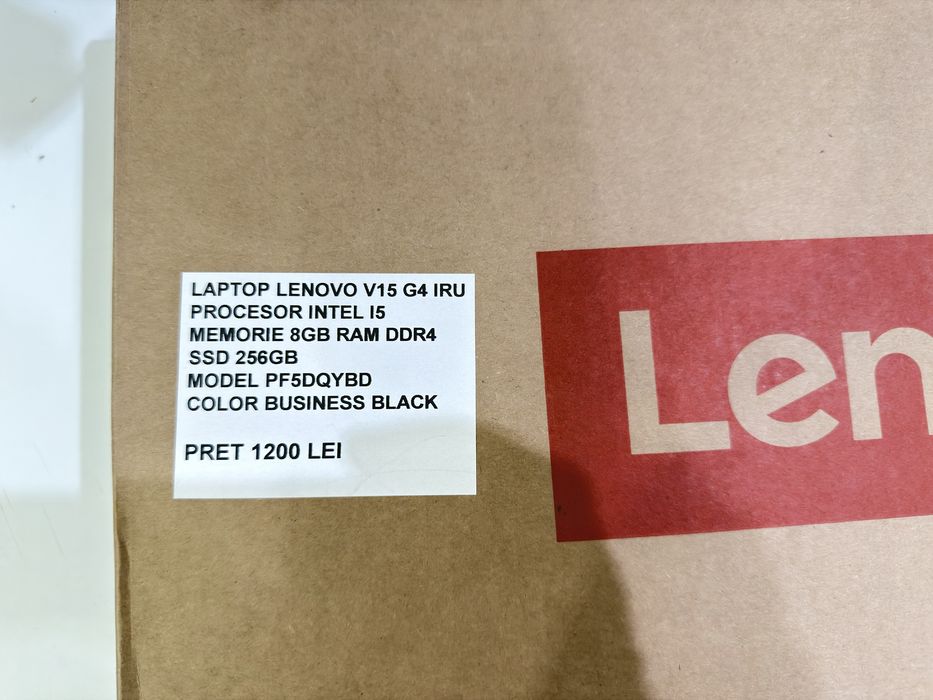 LAPTOP LENOVO V15 G4 IRU
PROCESOR INTEL I5
MEMORIE 8GB RAM DDR4
SSD 256GB
MODEL PF5DQYBD
COLOR BUSINESS BLACK
PRET 1200 LEI
Len